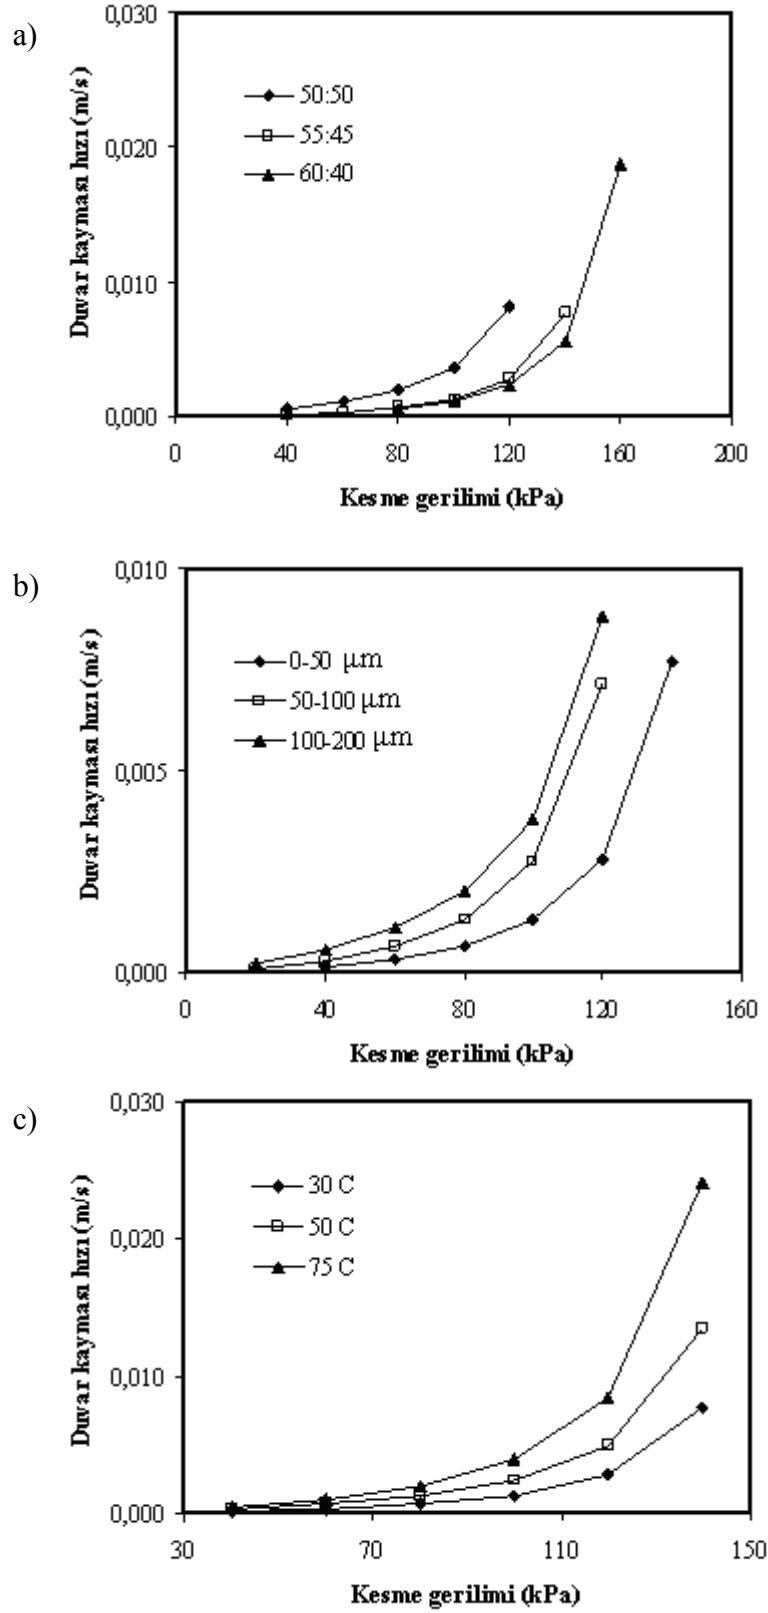 a)
0,030
0,020
0,010
0,000
Duvar kayması hızı (m/s)
50:50
55:45
60:40
0 40 80 120 160 200
Kesme gerilimi (kPa)
b)
0,010
0,005
0,000
Duvar kayması hızı (m/s)
0-50 µm
50-100 µm
100-200 µm
0 40 80 120 160
Kesme gerilimi (kPa)
c)
0,030
0,020
0,010
0,000
Duvar kayması hızı (m/s)
30 C
50 C
75 C
30 70 110 150
Kesme gerilimi (kPa)